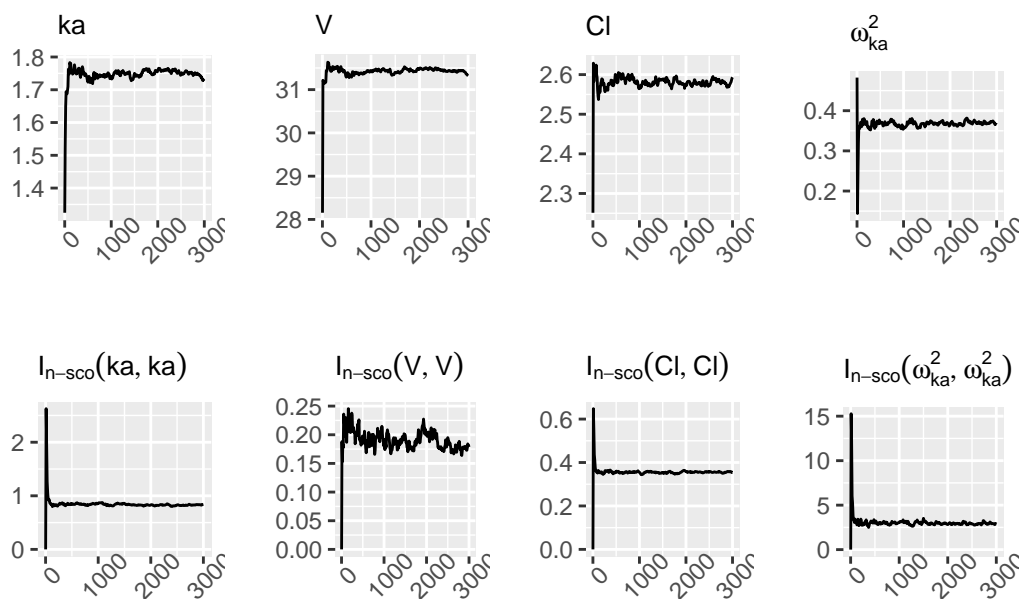 ka
1.8
1.7
1.6
1.5
1.4
0 1000 2000 3000
V
31
30
29
28
0 1000 2000 3000
Cl
2.6
2.5
2.4
2.3
0 1000 2000 3000
ω²ka
0.4
0.3
0.2
0 1000 2000 3000
In−sco(ka, ka)
2
1
0
0 1000 2000 3000
In−sco(V, V)
0.25
0.20
0.15
0.10
0.05
0.00
0 1000 2000 3000
In−sco(Cl, Cl)
0.6
0.4
0.2
0.0
0 1000 2000 3000
In−sco(ω²ka, ω²ka)
15
10
5
0
0 1000 2000 3000